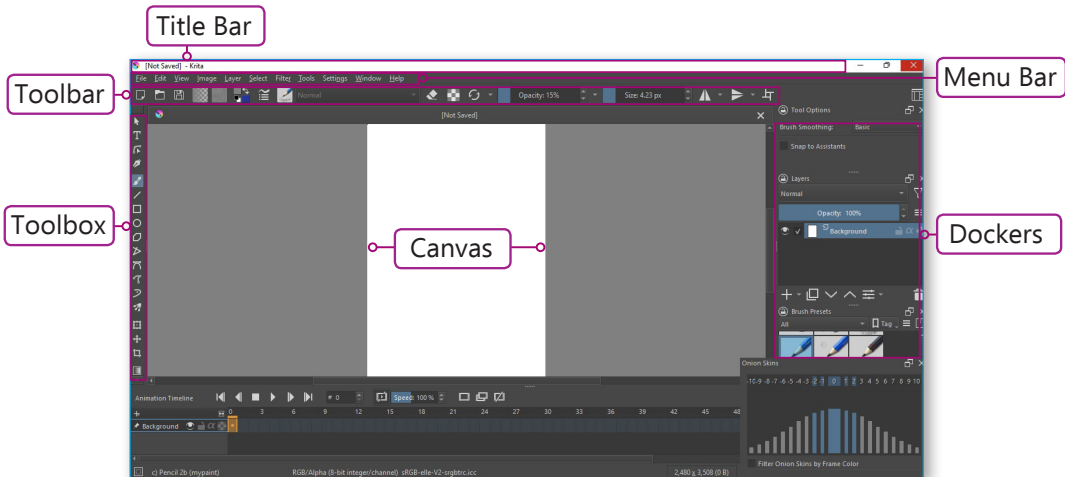 Title Bar
[Not Saved] - Krita
File Edit View Image Layer Select Filter Tools Settings Window Help
Menu Bar
Toolbar
Normal
Opacity: 15%
Size: 4.23 px
[Not Saved]
Tool Options
Brush Smoothing: Basic
Snap to Assistants
Layers
Normal
Opacity: 100%
Background
Toolbox
Canvas
Dockers
Brush Presets
All Tag
Onion Skins
-10-9 -8 -7 -6 -5 -4 -3 -2 -1 0 1 2 3 4 5 6 7 8 9 10
Filter Onion Skins by Frame Color
Animation Timeline
# 0
Speed: 100 %
0 3 6 9 12 15 18 21 24 27 30 33 36 39 42 45 48
Background
c) Pencil 2b (mypaint)
RGB/Alpha (8-bit integer/channel) sRGB-elle-V2-srgbtrc.icc
2,480 x 3,508 (0 B)